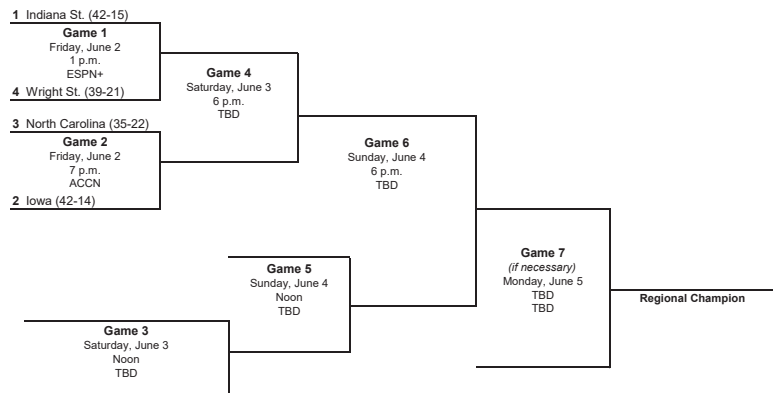 1 Indiana St. (42-15)
Game 1
Friday, June 2
1 p.m.
ESPN+
4 Wright St. (39-21)
3 North Carolina (35-22)
Game 2
Friday, June 2
7 p.m.
ACCN
2 Iowa (42-14)
Game 4
Saturday, June 3
6 p.m.
TBD
Game 6
Sunday, June 4
6 p.m.
TBD
Game 5
Sunday, June 4
Noon
TBD
Game 3
Saturday, June 3
Noon
TBD
Game 7
(if necessary)
Monday, June 5
TBD
TBD
Regional Champion